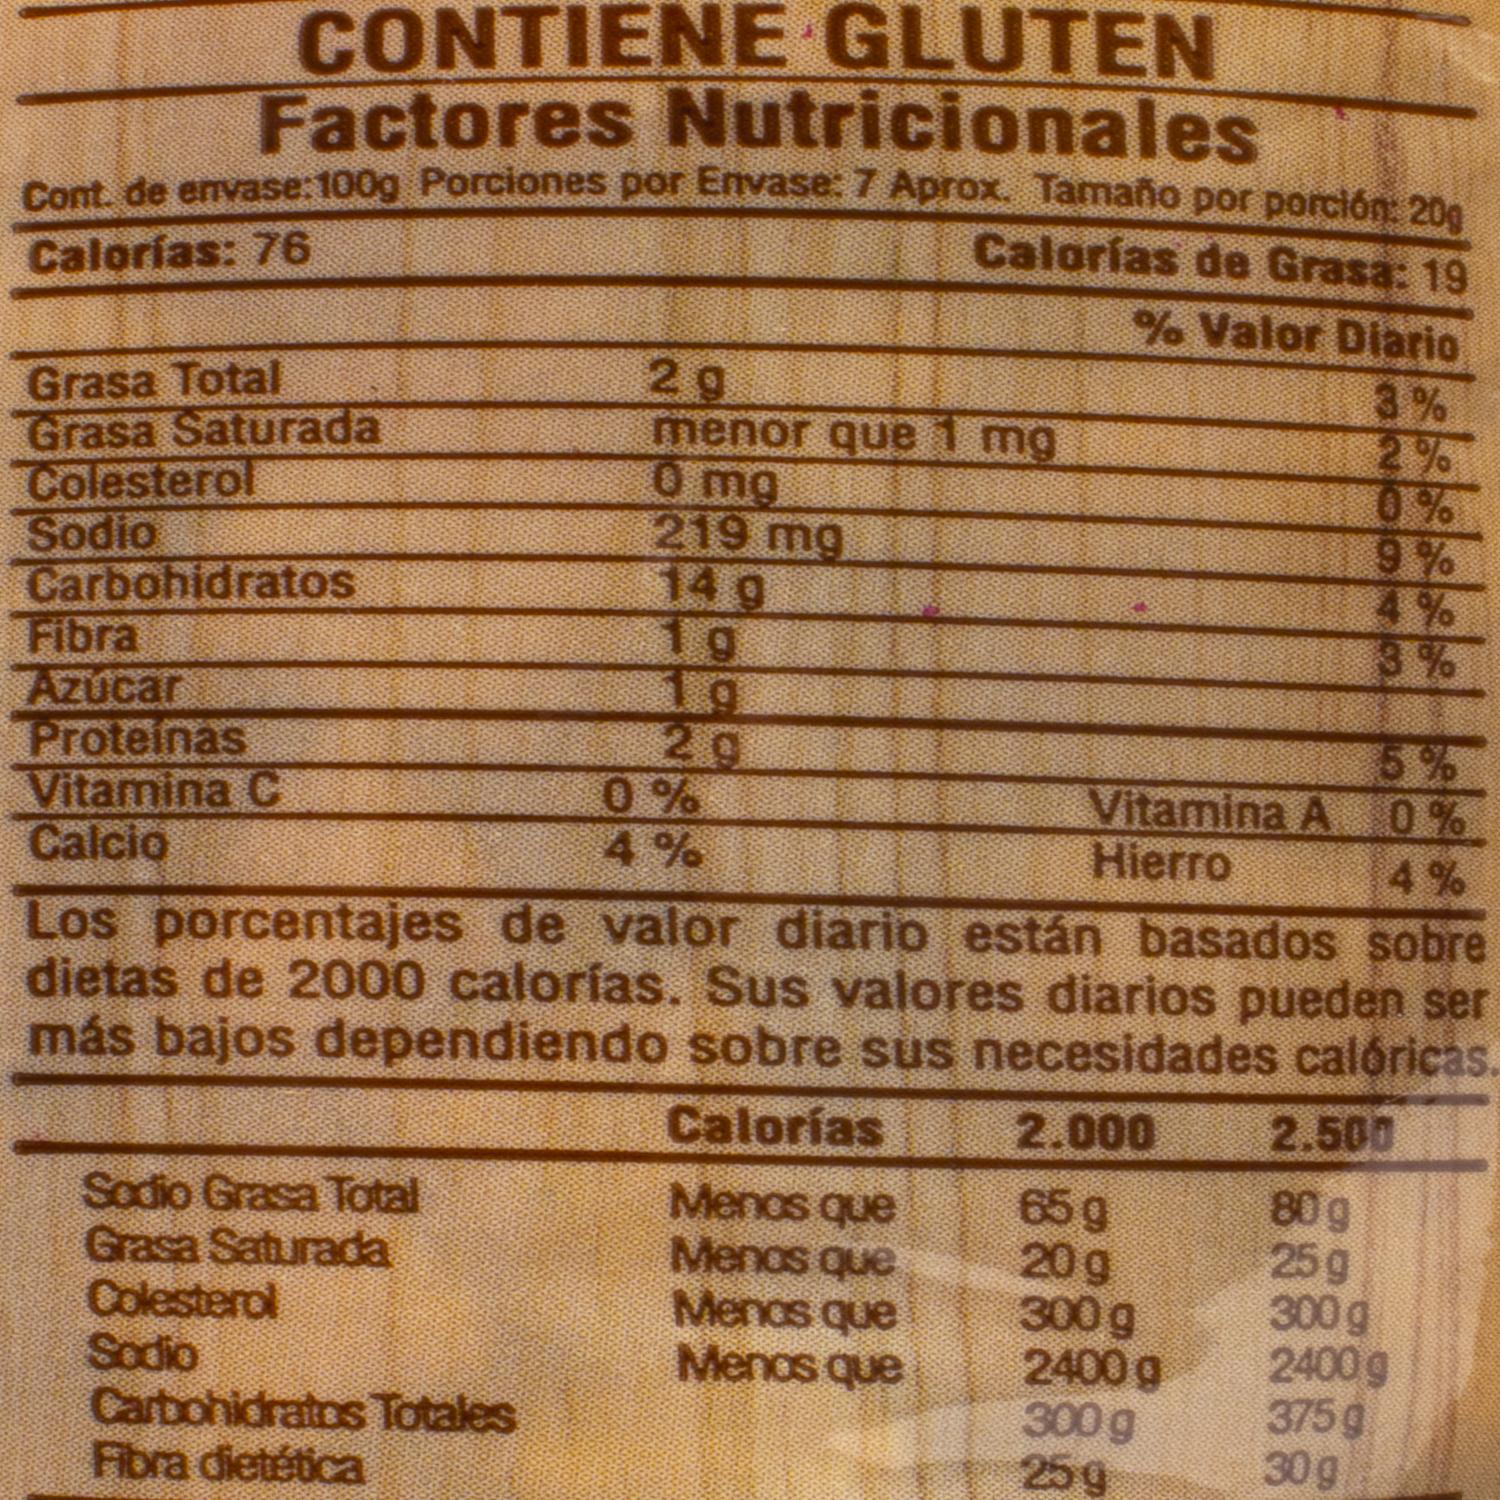 CONTIENE GLUTEN
Factores Nutricionales
Cont. de envase:100g Porciones por Envase: 7 Aprox. Tamaño por porción: 20g
Calorías: 76 Calorías de Grasa: 19
% Valor Diario
Grasa Total 2 g 3 %
Grasa Saturada menor que 1 mg 2 %
Colesterol 0 mg 0 %
Sodio 219 mg 9 %
Carbohidratos 14 g 4 %
Fibra 1 g 3 %
Azúcar 1 g
Proteínas 2 g 5 %
Vitamina C 0 % Vitamina A 0 %
Calcio 4 % Hierro 4 %
Los porcentajes de valor diario están basados sobre
dietas de 2000 calorías. Sus valores diarios pueden ser
más bajos dependiendo sobre sus necesidades calóricas.
Calorías 2.000 2.500
Sodio Grasa Total Menos que 65 g 80 g
Grasa Saturada Menos que 20 g 25 g
Colesterol Menos que 300 g 300 g
Sodio Menos que 2400 g 2400 g
Carbohidratos Totales 300 g 375 g
Fibra dietética 25 g 30 g